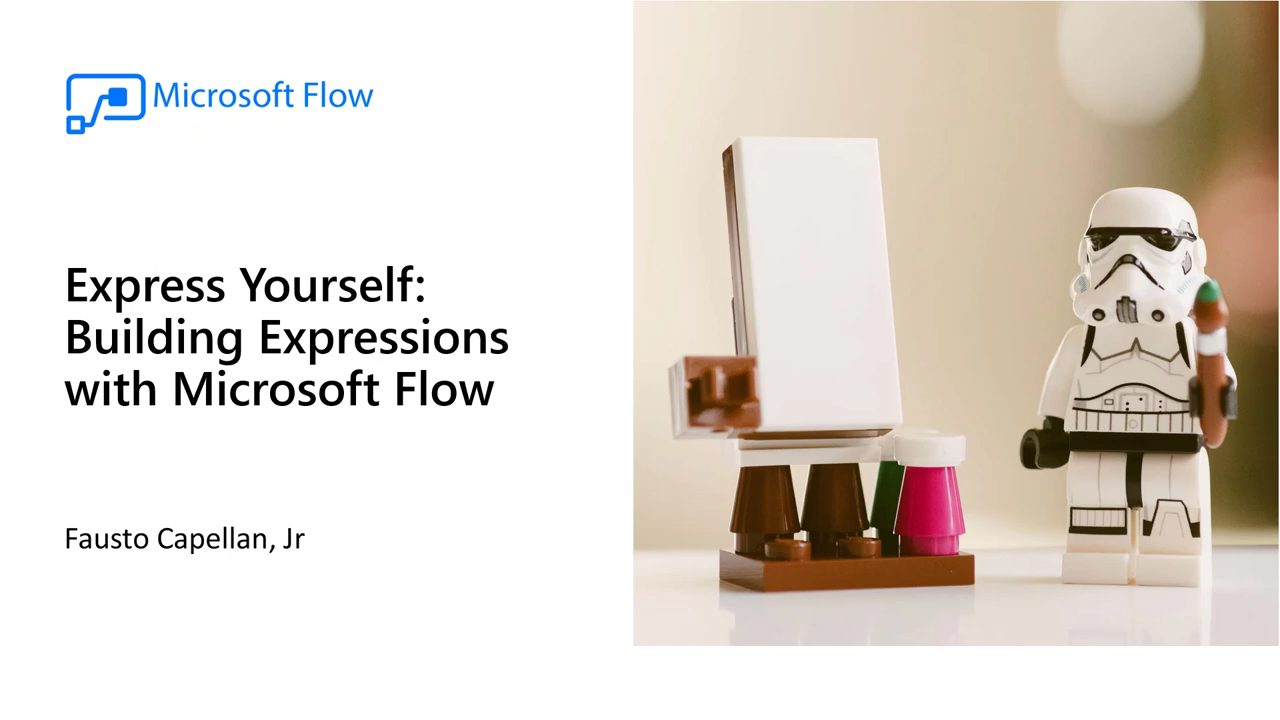 Microsoft Flow
Express Yourself:
Building Expressions
with Microsoft Flow
Fausto Capellan, Jr